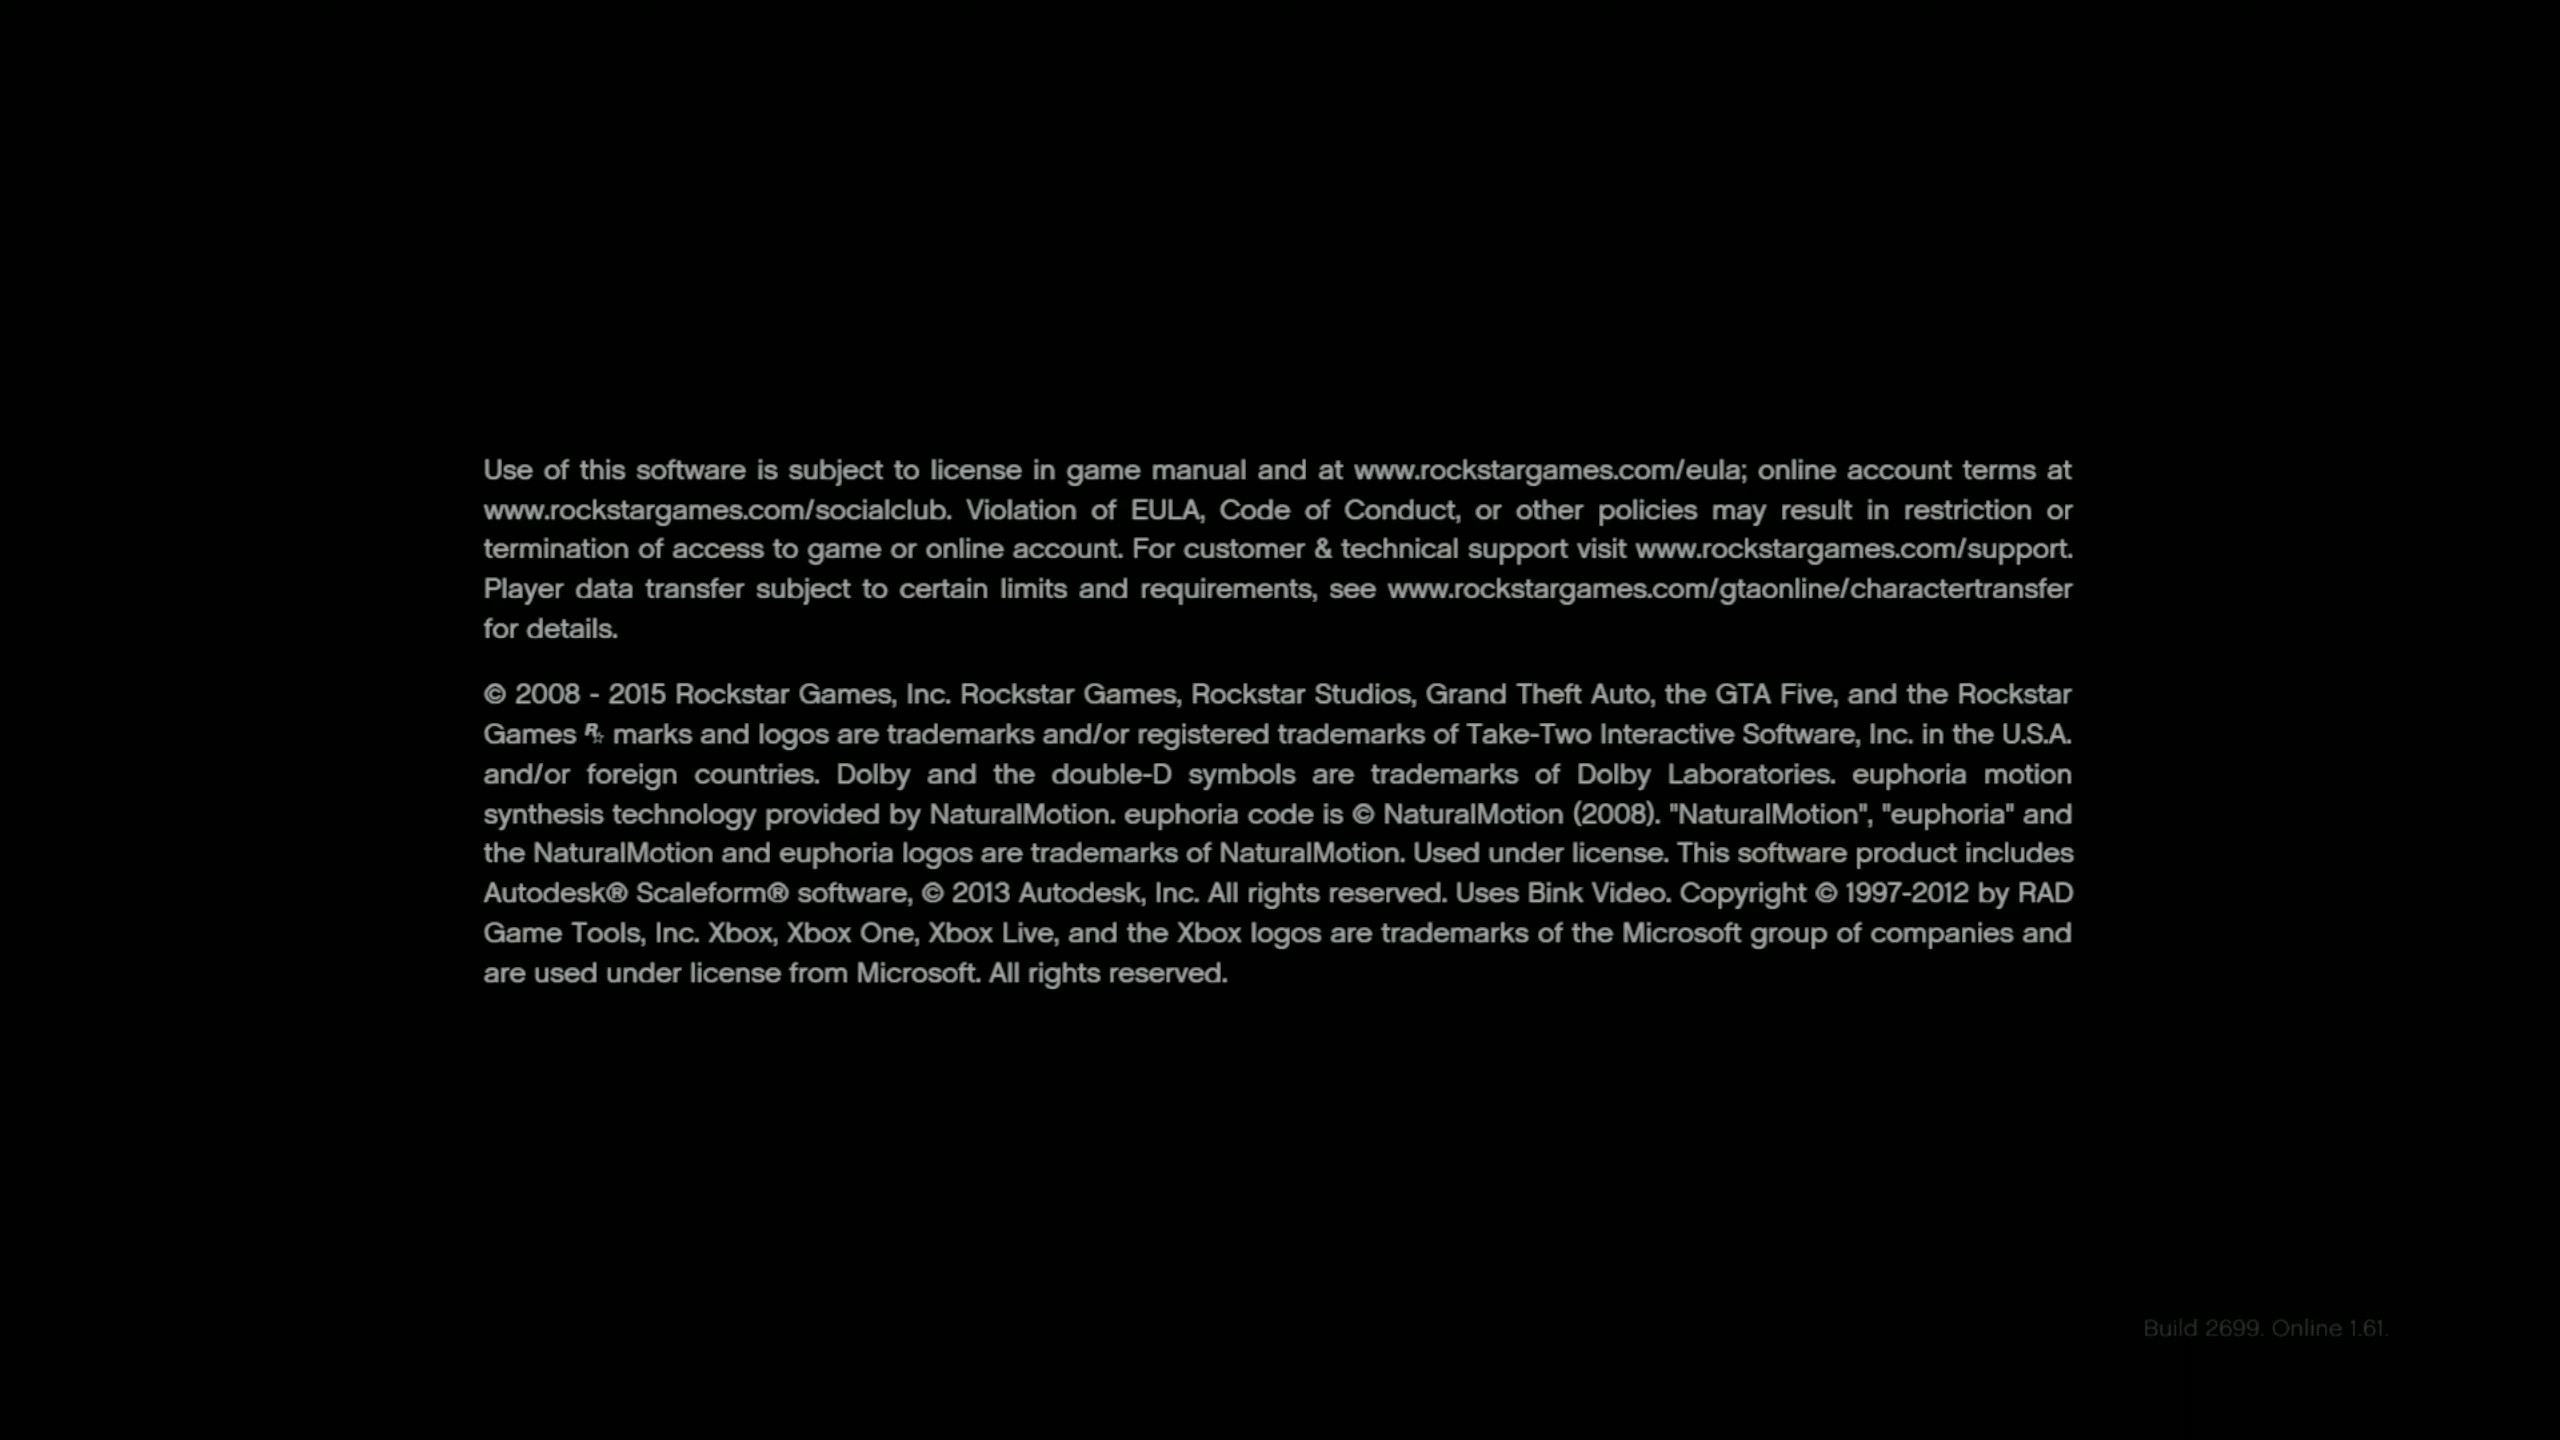 Use of this software is subject to license in game manual and at www.rockstargames.com/eula; online account terms at
www.rockstargames.com/socialclub. Violation of EULA, Code of Conduct, or other policies may result in restriction or
termination of access to game or online account. For customer & technical support visit www.rockstargames.com/support.
Player data transfer subject to certain limits and requirements, see www.rockstargames.com/gtaonline/charactertransfer
for details.
© 2008 - 2015 Rockstar Games, Inc. Rockstar Games, Rockstar Studios, Grand Theft Auto, the GTA Five, and the Rockstar
Games R* marks and logos are trademarks and/or registered trademarks of Take-Two Interactive Software, Inc. in the U.S.A.
and/or foreign countries. Dolby and the double-D symbols are trademarks of Dolby Laboratories. euphoria motion
synthesis technology provided by NaturalMotion. euphoria code is © NaturalMotion (2008). "NaturalMotion", "euphoria" and
the NaturalMotion and euphoria logos are trademarks of NaturalMotion. Used under license. This software product includes
Autodesk® Scaleform® software, © 2013 Autodesk, Inc. All rights reserved. Uses Bink Video. Copyright © 1997-2012 by RAD
Game Tools, Inc. Xbox, Xbox One, Xbox Live, and the Xbox logos are trademarks of the Microsoft group of companies and
are used under license from Microsoft. All rights reserved.
Build 2699. Online 1.61.